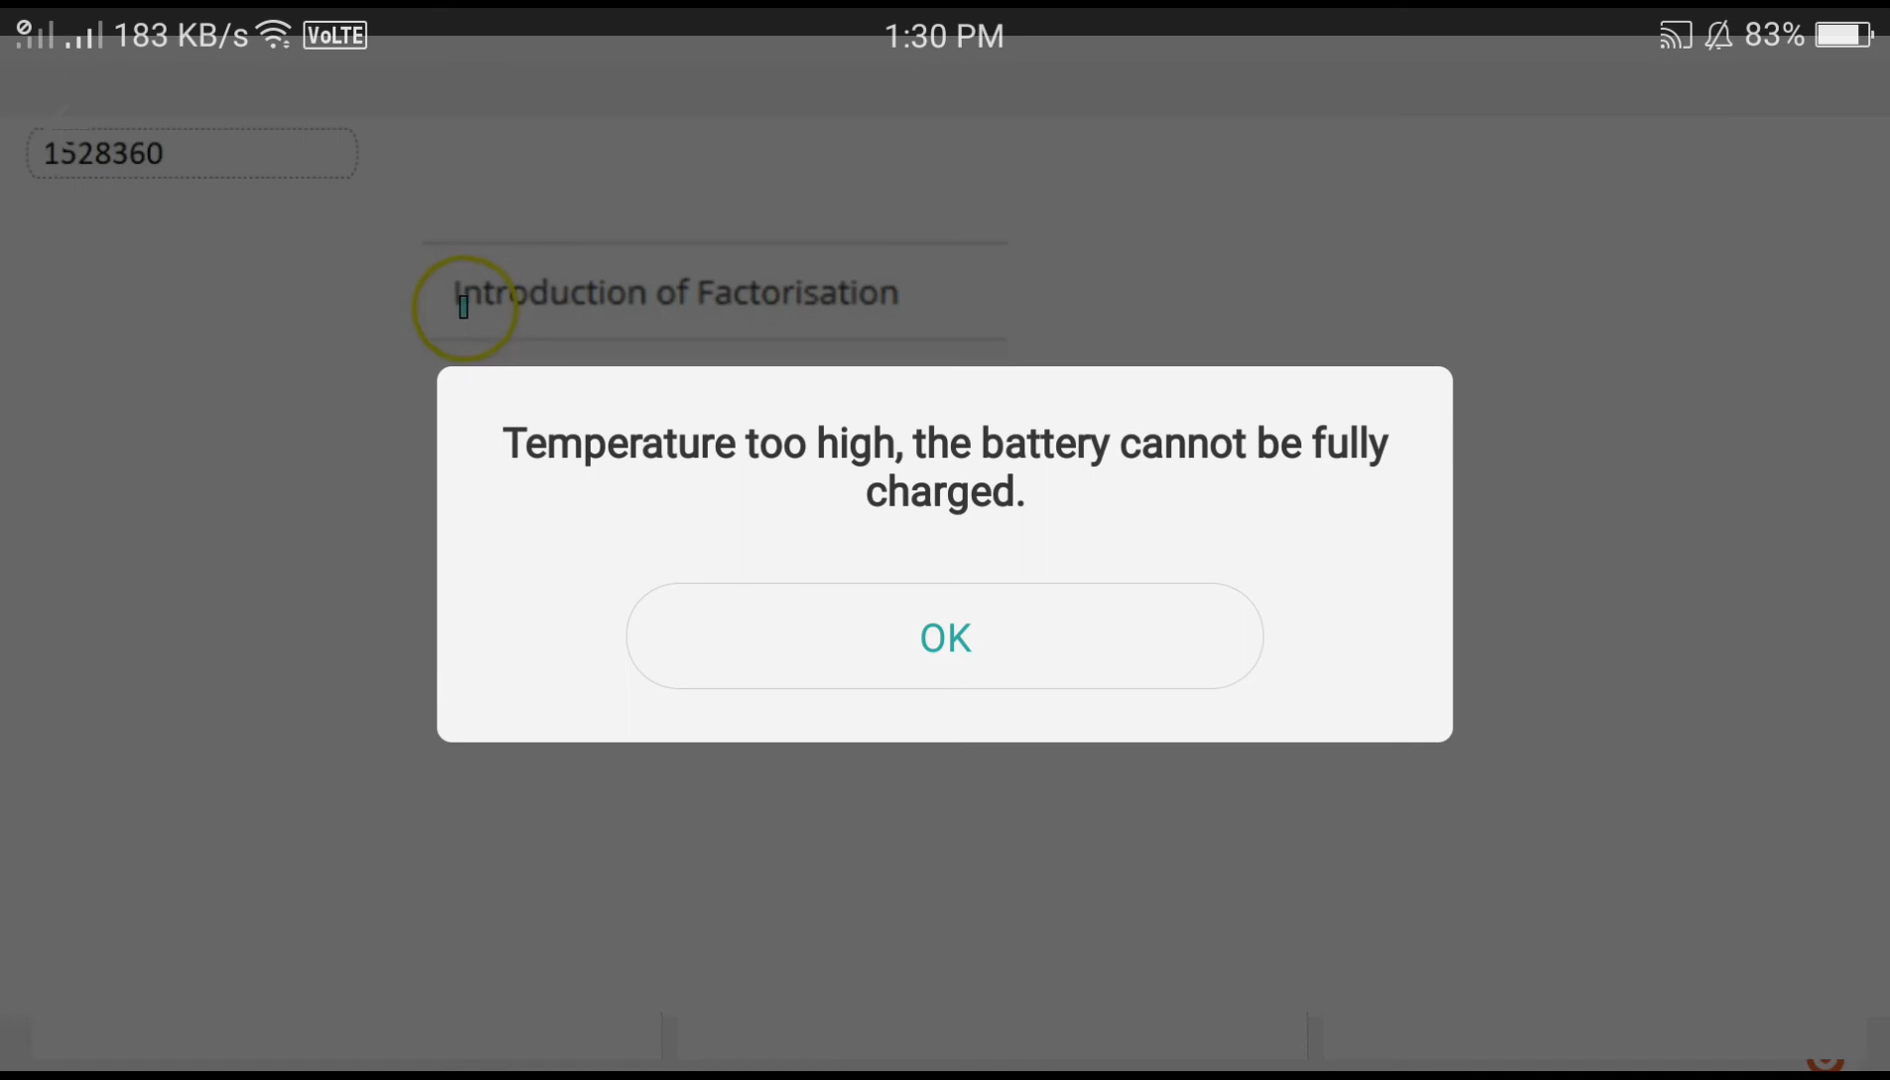 183 KB/s VoLTE 1:30 PM 83%
1528360
Introduction of Factorisation
Temperature too high, the battery cannot be fully
charged.
OK